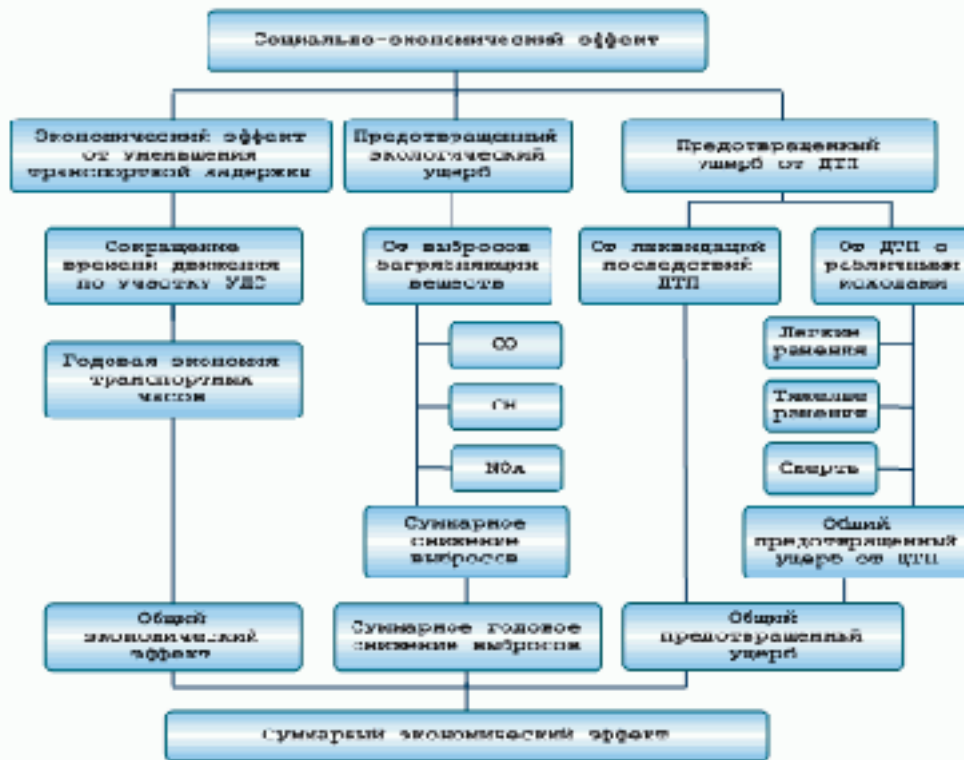 Социально-экономический эффект
Экономический эффект
от уменьшения
транспортной задержки
Предотвращенный
экологический
ущерб
Предотвращенный
ущерб от ДТП
Сокращение
времени движения
по участку УДС
От выбросов
загрязняющих
веществ
От ликвидаций
последствий
ДТП
От ДТП с
различными
исходами
Годовая экономия
транспортных
часов
CO
CH
NOx
Легкие
ранения
Тяжелые
ранения
Смерть
Суммарное
снижение
выбросов
Общий
предотвращенный
ущерб от ДТП
Общий
экономический
эффект
Суммарное годовое
снижение выбросов
Общий
предотвращенный
ущерб
Суммарный экономический эффект